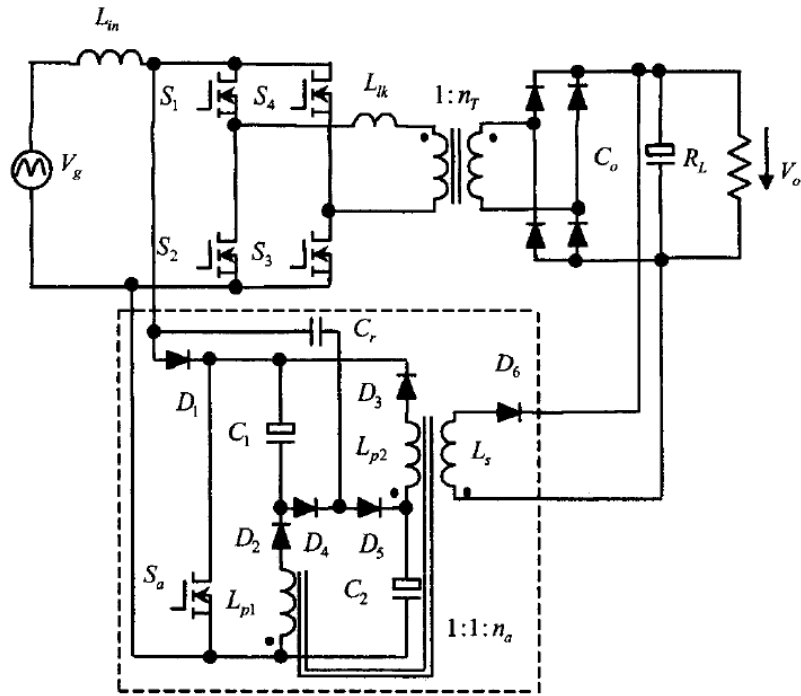 L_in
S_1
S_4
L_lk
1:n_T
V_g
C_o
R_L
V_o
S_2
S_3
C_r
D_1
D_3
D_6
C_1
L_p2
L_s
D_2
D_4
D_5
S_a
L_p1
C_2
1:1:n_a